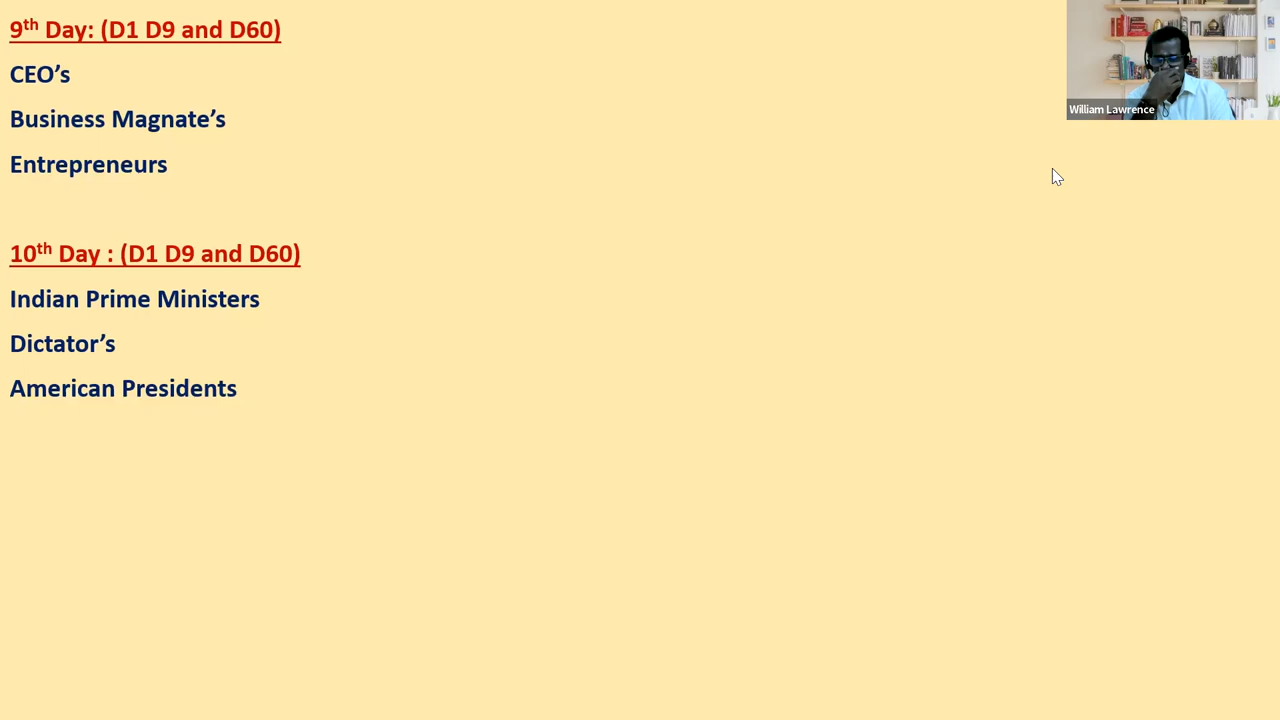 9th Day: (D1 D9 and D60)
CEO’s
Business Magnate’s
Entrepreneurs
10th Day : (D1 D9 and D60)
Indian Prime Ministers
Dictator’s
American Presidents
William Lawrence